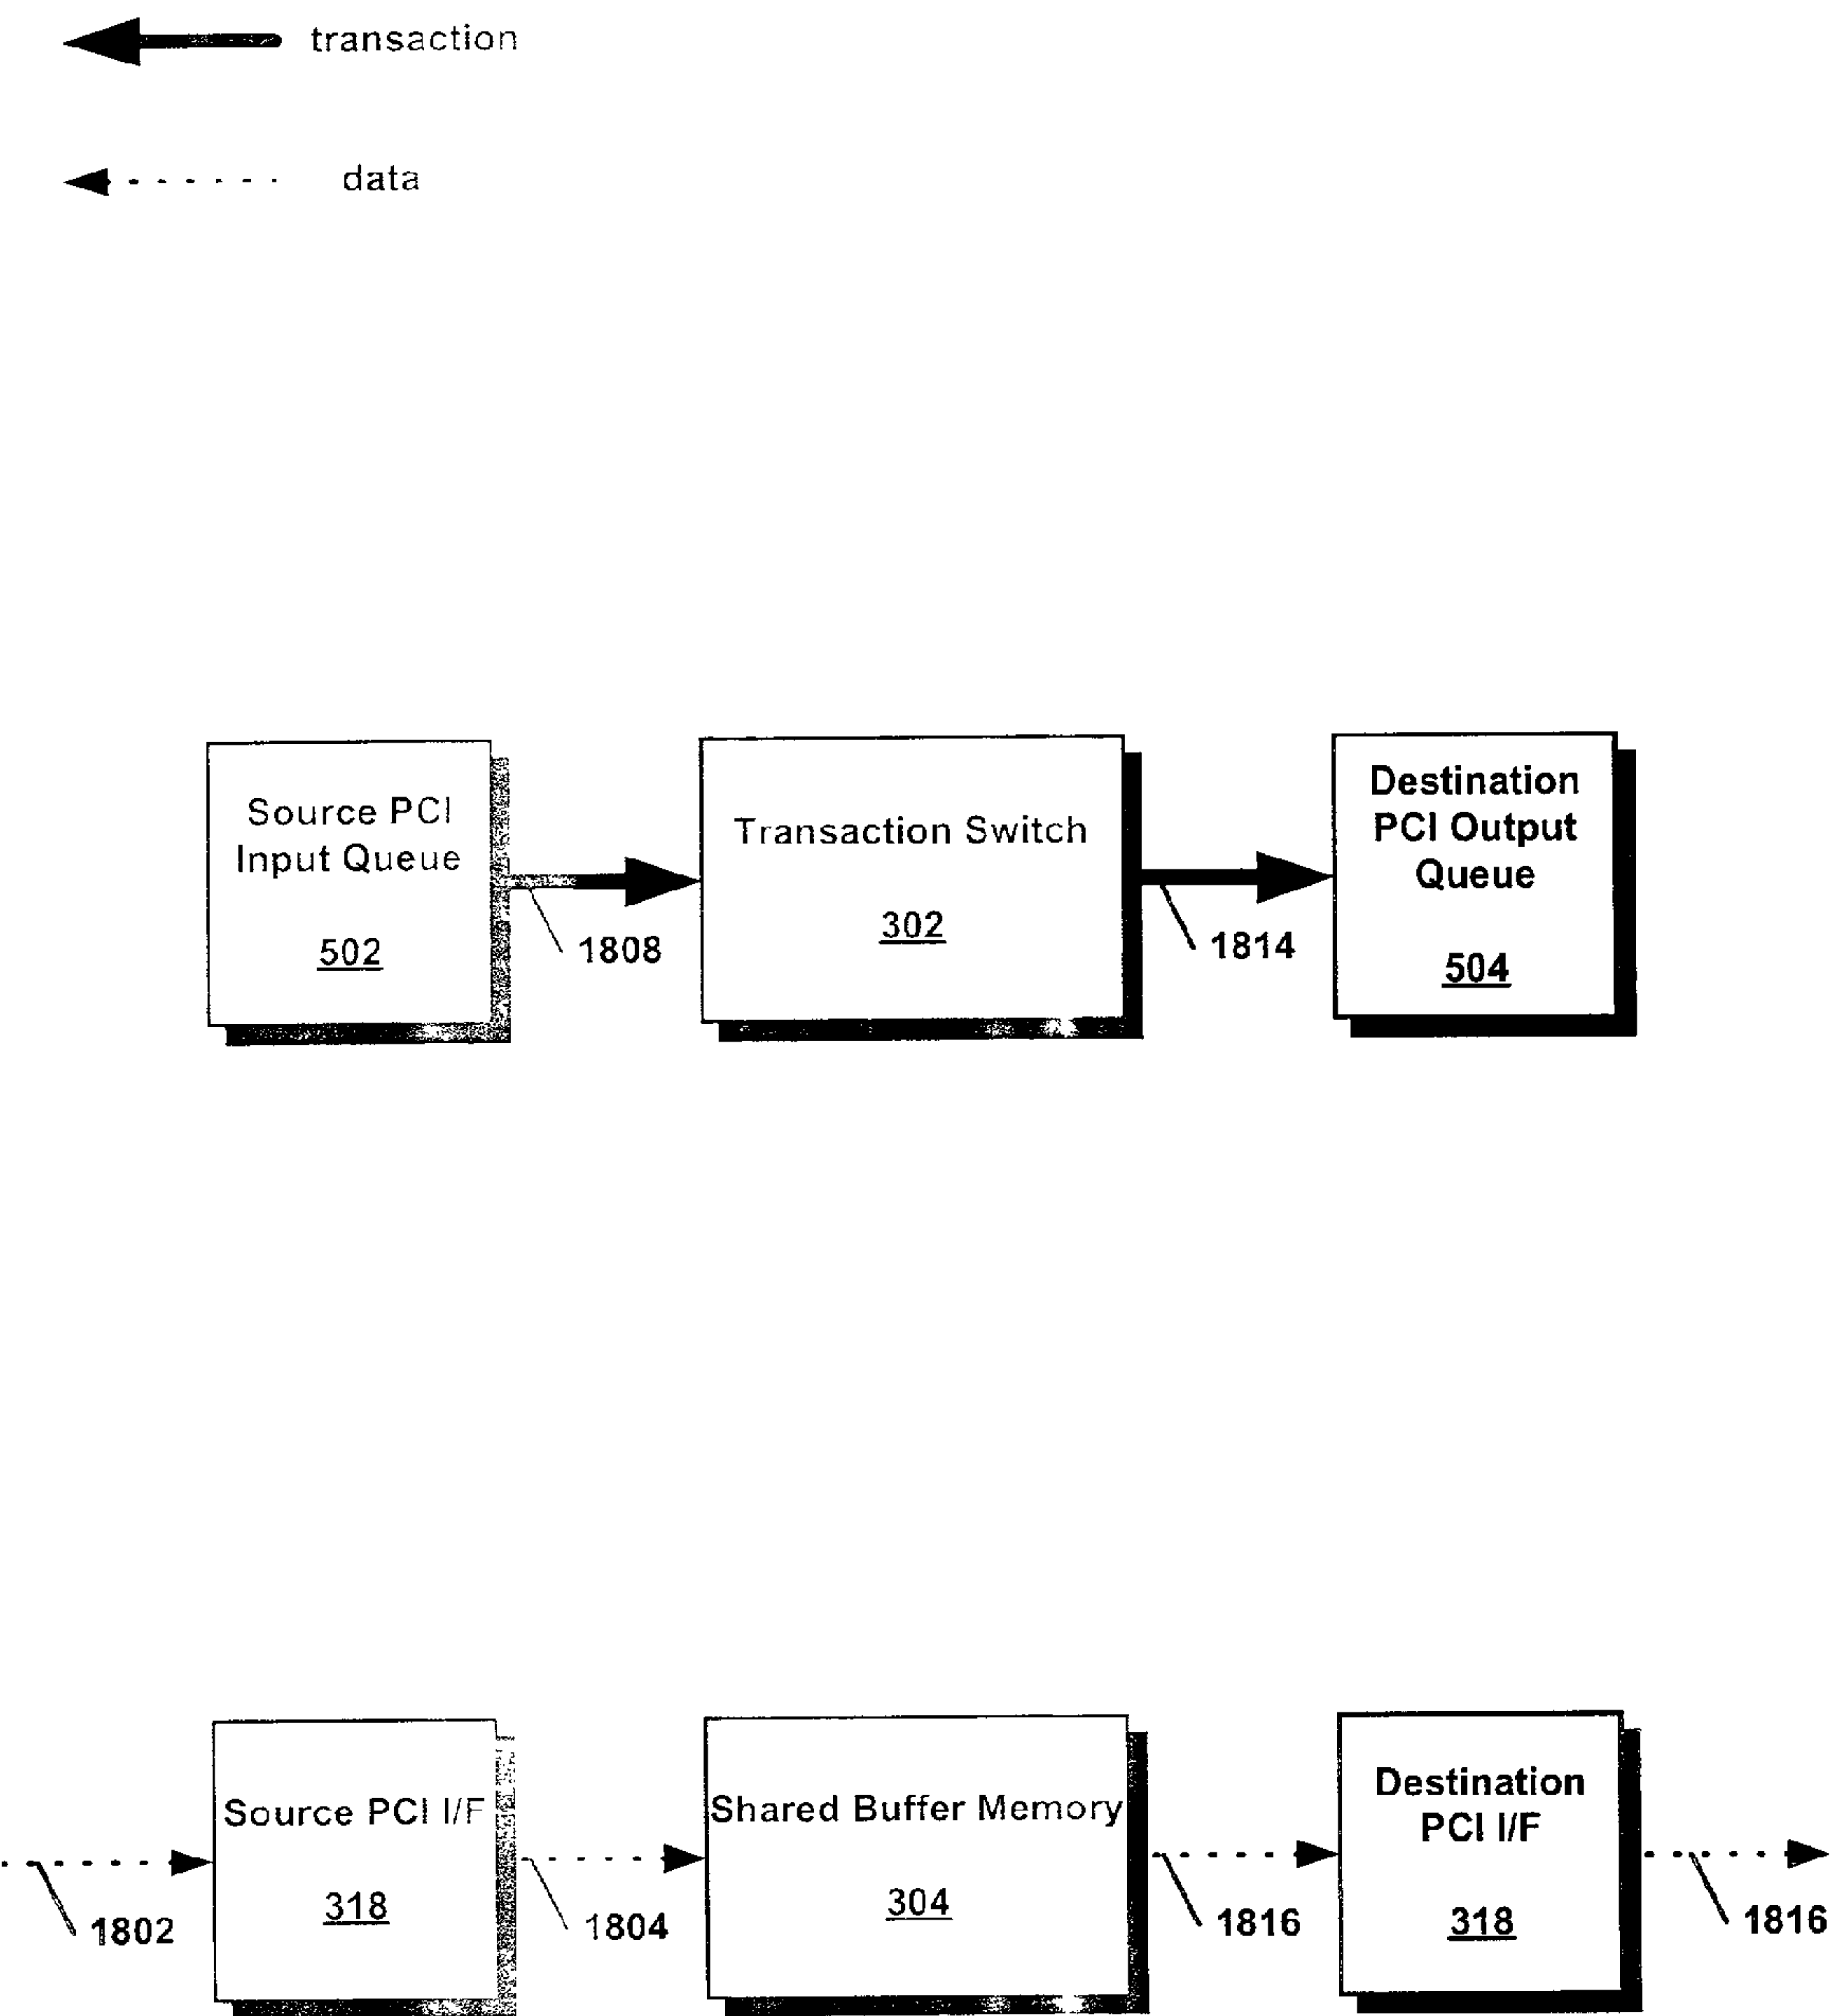 transaction
data
Source PCI
Input Queue
502
1808
Transaction Switch
302
1814
Destination
PCI Output
Queue
504
1802
Source PCI I/F
318
1804
Shared Buffer Memory
304
1816
Destination
PCI I/F
318
1816